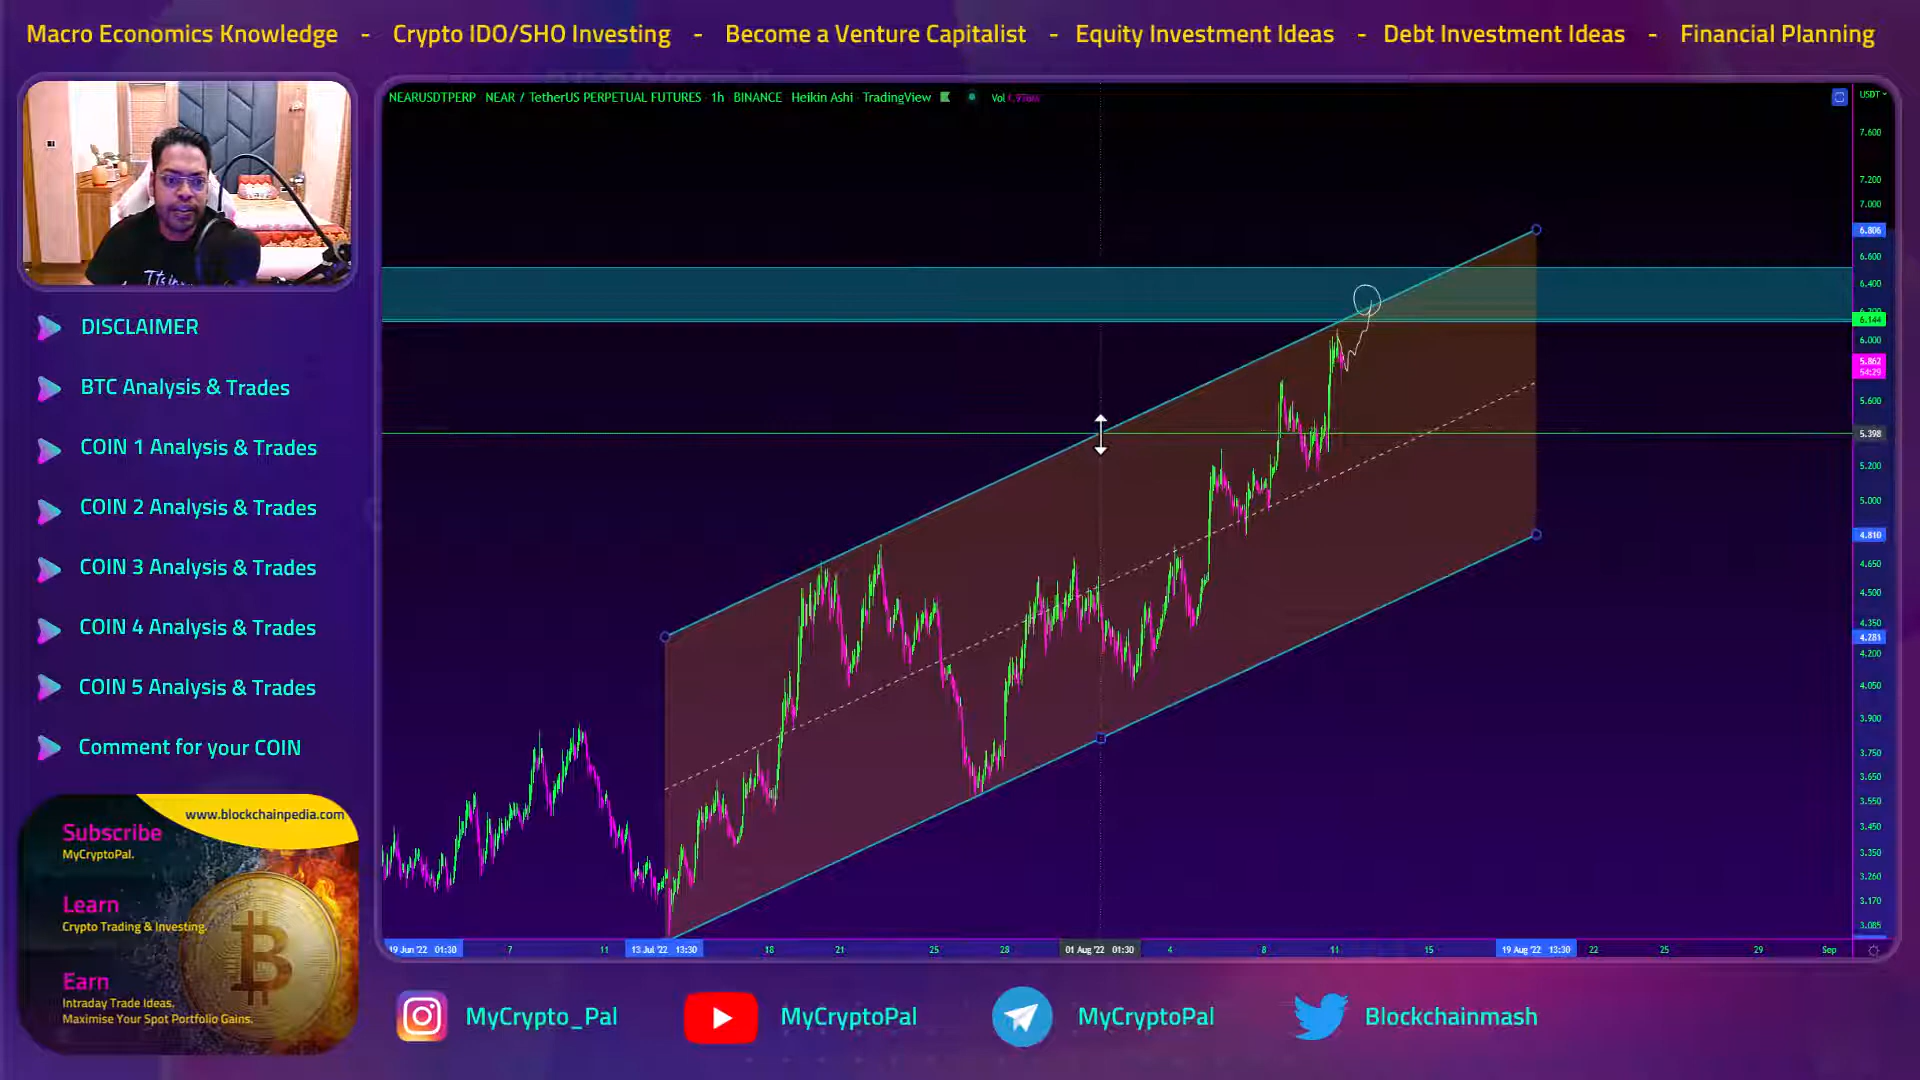 Macro Economics Knowledge - Crypto IDO/SHO Investing - Become a Venture Capitalist - Equity Investment Ideas - Debt Investment Ideas - Financial Planning
NEARUSDTPERP NEAR / TetherUS PERPETUAL FUTURES · 1h BINANCE Heikin Ashi · TradingView Vol
USDT
7.600
7.200
7.000
6.806
6.600
6.400
6.144
6.000
5.862
54:29
5.600
5.398
5.200
5.000
4.810
4.650
4.500
4.350
4.281
4.200
4.050
3.900
3.750
3.650
3.550
3.450
3.350
3.260
3.170
3.085
19 Jun '22 01:30 7 11 13 Jul '22 13:30 18 21 25 28 01 Aug '22 01:30 4 8 11 15 19 Aug '22 13:30 22 25 29 Sep
DISCLAIMER
BTC Analysis & Trades
COIN 1 Analysis & Trades
COIN 2 Analysis & Trades
COIN 3 Analysis & Trades
COIN 4 Analysis & Trades
COIN 5 Analysis & Trades
Comment for your COIN
www.blockchainpedia.com
Subscribe
MyCryptoPal.
Learn
Crypto Trading & Investing.
Earn
Intraday Trade Ideas.
Maximise Your Spot Portfolio Gains.
MyCrypto_Pal MyCryptoPal MyCryptoPal Blockchainmash